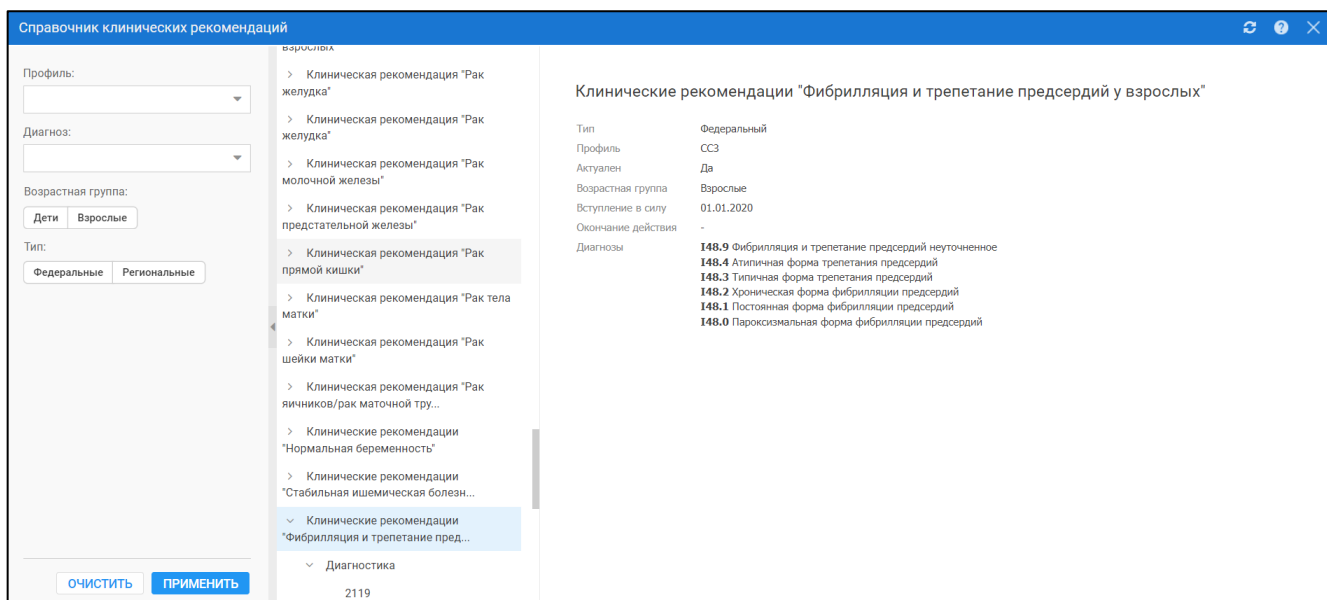 Справочник клинических рекомендаций
Профиль:
Диагноз:
Возрастная группа:
Дети Взрослые
Тип:
Федеральные Региональные
ОЧИСТИТЬ ПРИМЕНИТЬ
взрослых"
Клиническая рекомендация "Рак
желудка"
Клиническая рекомендация "Рак
желудка"
Клиническая рекомендация "Рак
молочной железы"
Клиническая рекомендация "Рак
предстательной железы"
Клиническая рекомендация "Рак
прямой кишки"
Клиническая рекомендация "Рак тела
матки"
Клиническая рекомендация "Рак
шейки матки"
Клиническая рекомендация "Рак
яичников/рак маточной тру...
Клинические рекомендации
"Нормальная беременность"
Клинические рекомендации
"Стабильная ишемическая болезн...
Клинические рекомендации
"Фибрилляция и трепетание пред...
Диагностика
2119
Клинические рекомендации "Фибрилляция и трепетание предсердий у взрослых"
Тип Федеральный
Профиль ССЗ
Актуален Да
Возрастная группа Взрослые
Вступление в силу 01.01.2020
Окончание действия -
Диагнозы I48.9 Фибрилляция и трепетание предсердий неуточненное
I48.4 Атипичная форма трепетания предсердий
I48.3 Типичная форма трепетания предсердий
I48.2 Хроническая форма фибрилляции предсердий
I48.1 Постоянная форма фибрилляции предсердий
I48.0 Пароксизмальная форма фибрилляции предсердий